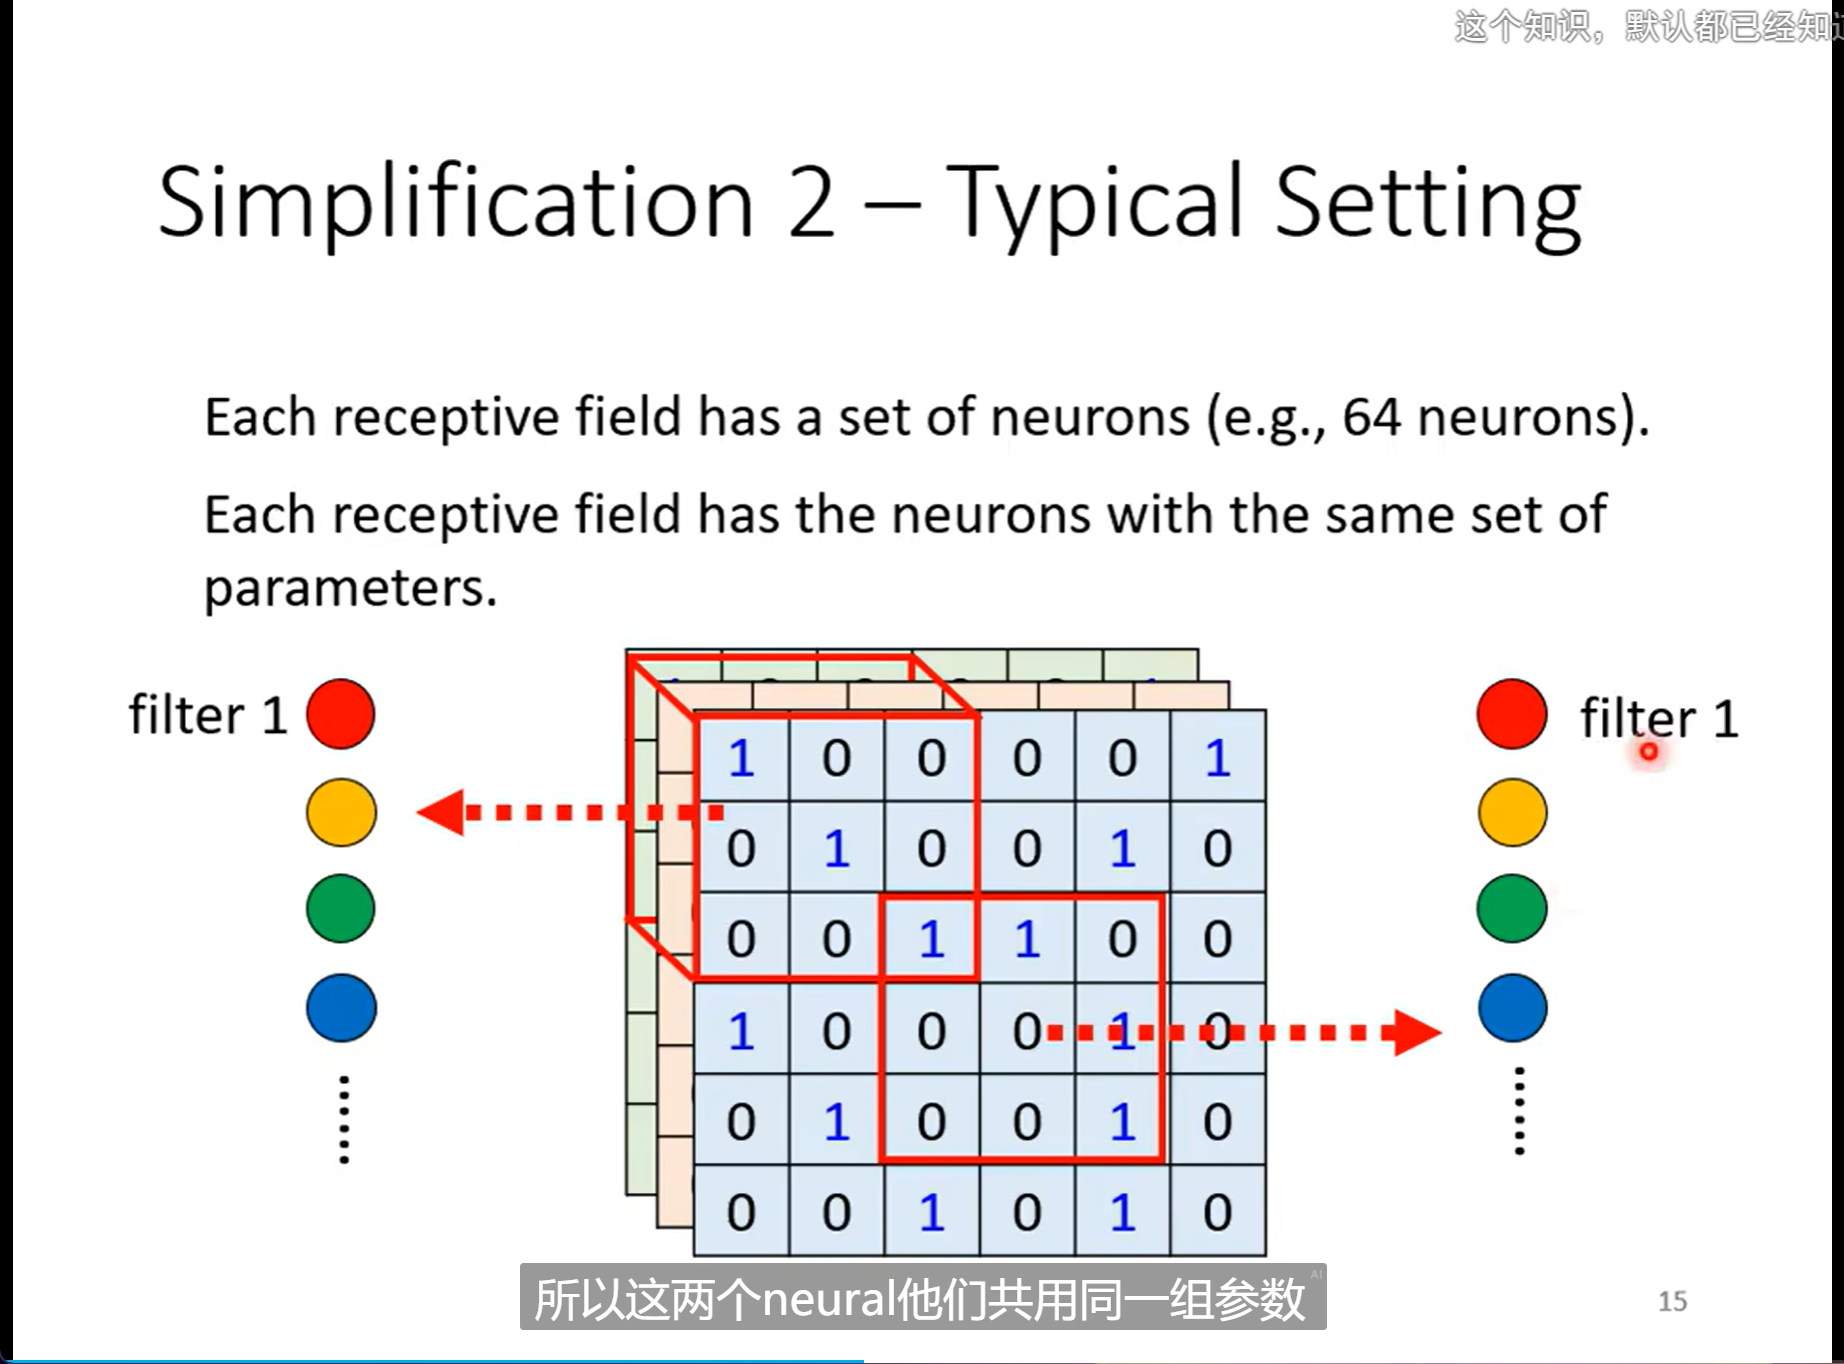 这个知识，默认都已经知
Simplification 2 – Typical Setting
Each receptive field has a set of neurons (e.g., 64 neurons).
Each receptive field has the neurons with the same set of
parameters.
filter 1
filter 1
1 0 0 0 0 1
0 1 0 0 1 0
0 0 1 1 0 0
1 0 0 0 1 0
0 1 0 0 1 0
0 0 1 0 1 0
所以这两个neural他们共用同一组参数
AI
15